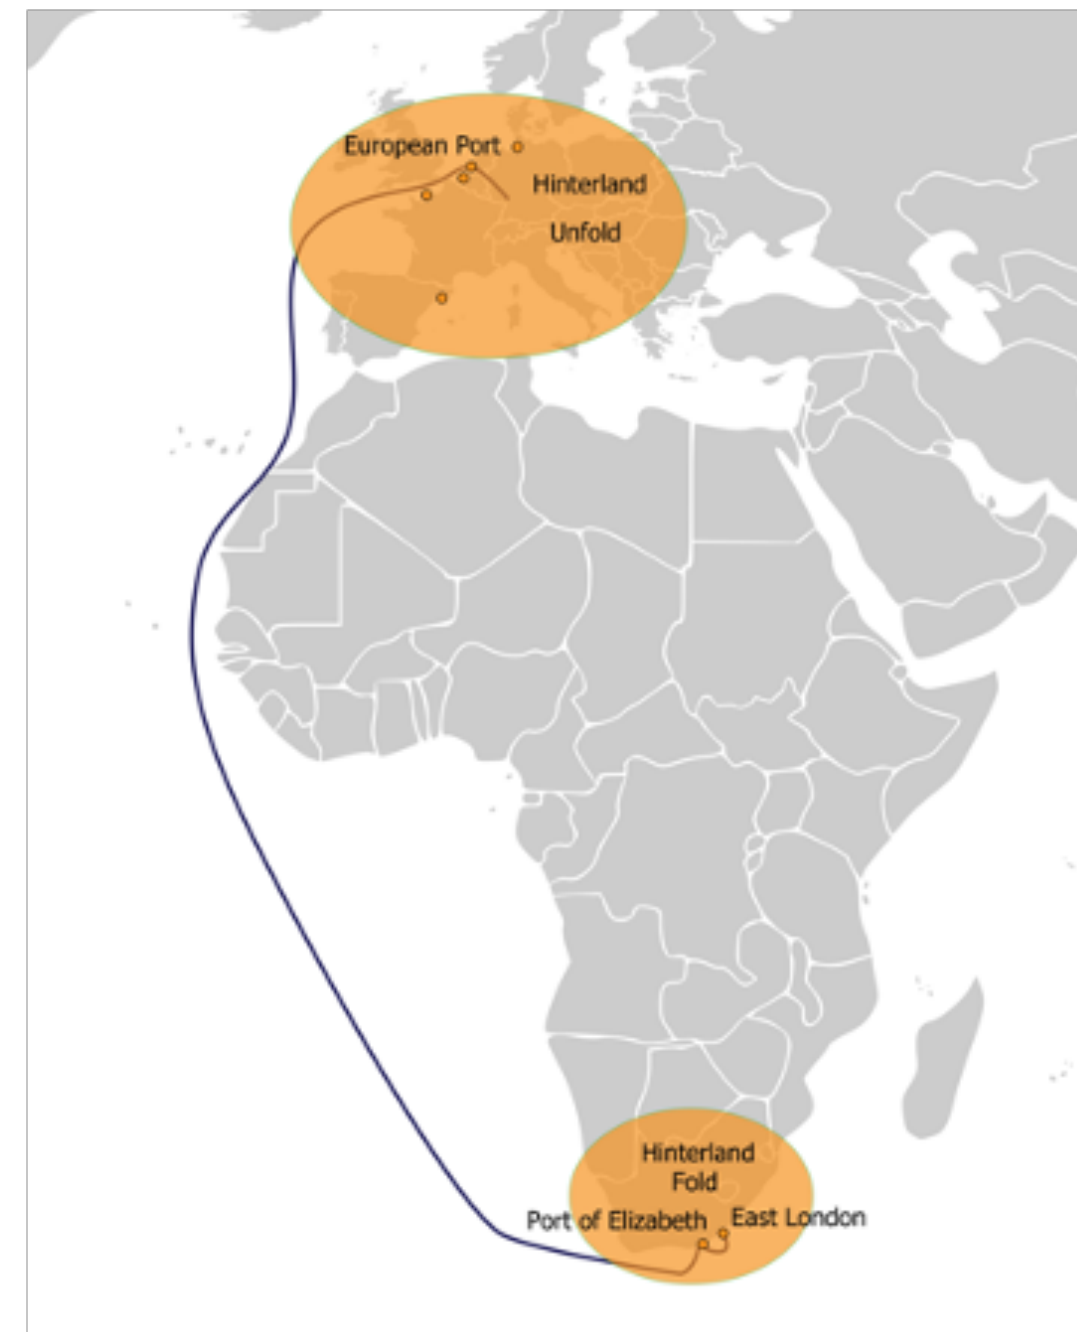 European Port
Hinterland
Unfold
Hinterland
Fold
Port of Elizabeth
East London